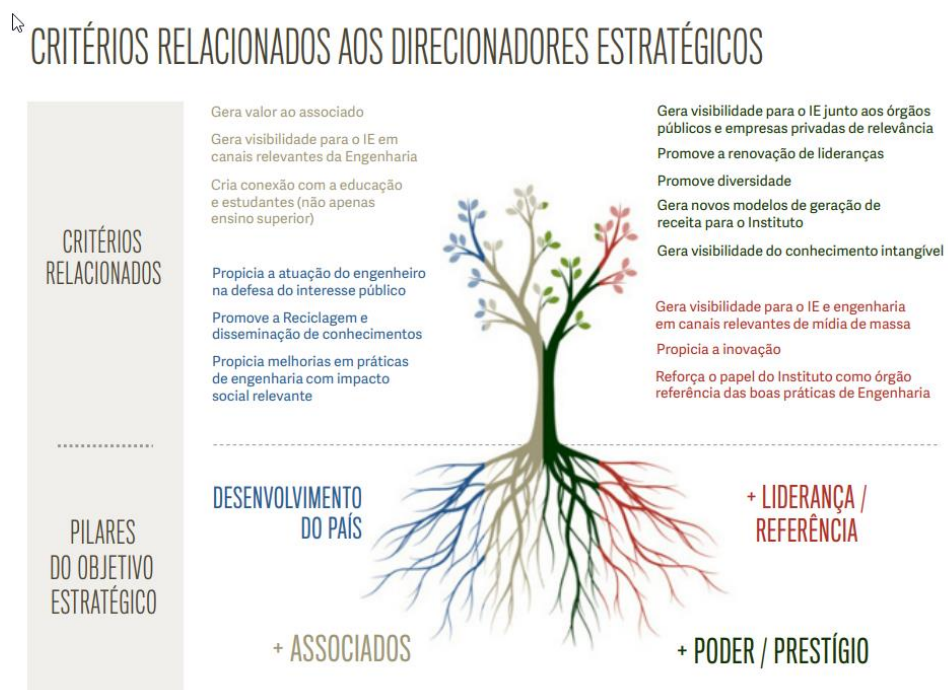 CRITÉRIOS RELACIONADOS AOS DIRECIONADORES ESTRATÉGICOS
CRITÉRIOS
RELACIONADOS
Gera valor ao associado
Gera visibilidade para o IE em
canais relevantes da Engenharia
Cria conexão com a educação
e estudantes (não apenas
ensino superior)
Propicia a atuação do engenheiro
na defesa do interesse público
Promove a Reciclagem e
disseminação de conhecimentos
Propicia melhorias em práticas
de engenharia com impacto
social relevante
Gera visibilidade para o IE junto aos órgãos
públicos e empresas privadas de relevância
Promove a renovação de lideranças
Promove diversidade
Gera novos modelos de geração de
receita para o Instituto
Gera visibilidade do conhecimento intangível
Gera visibilidade para o IE e engenharia
em canais relevantes de mídia de massa
Propicia a inovação
Reforça o papel do Instituto como órgão
referência das boas práticas de Engenharia
PILARES
DO OBJETIVO
ESTRATÉGICO
DESENVOLVIMENTO
DO PAÍS
+ ASSOCIADOS
+ LIDERANÇA /
REFERÊNCIA
+ PODER / PRESTÍGIO